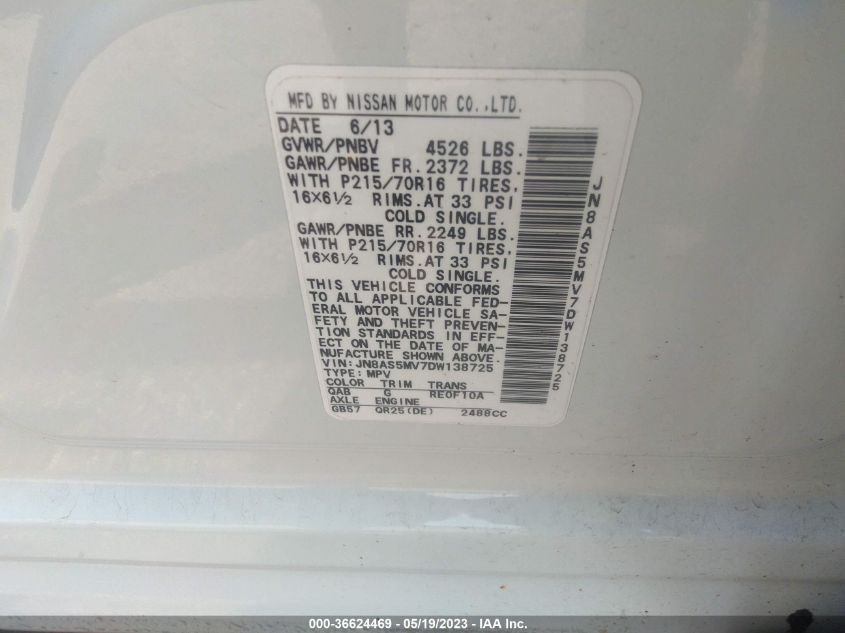 MFD BY NISSAN MOTOR CO.,LTD.
DATE 6/13
GVWR/PNBV 4526 LBS.
GAWR/PNBE FR. 2372 LBS.
WITH P215/70R16 TIRES,
16×6½ RIMS.AT 33 PSI
COLD SINGLE.
GAWR/PNBE RR. 2249 LBS.
WITH P215/70R16 TIRES,
16×6½ RIMS.AT 33 PSI
COLD SINGLE.
THIS VEHICLE CONFORMS
TO ALL APPLICABLE FED-
ERAL MOTOR VEHICLE SA-
FETY AND THEFT PREVEN-
TION STANDARDS IN EFF-
ECT ON THE DATE OF MA-
NUFACTURE SHOWN ABOVE.
VIN: JN8AS5MV7DW138725
TYPE: MPV
COLOR TRIM TRANS
QAB G RE0F10A
AXLE ENGINE
GB57 QR25(DE) 2488CC
JN8AS5MV7DW138725
000-36624469 - 05/19/2023 - IAA Inc.